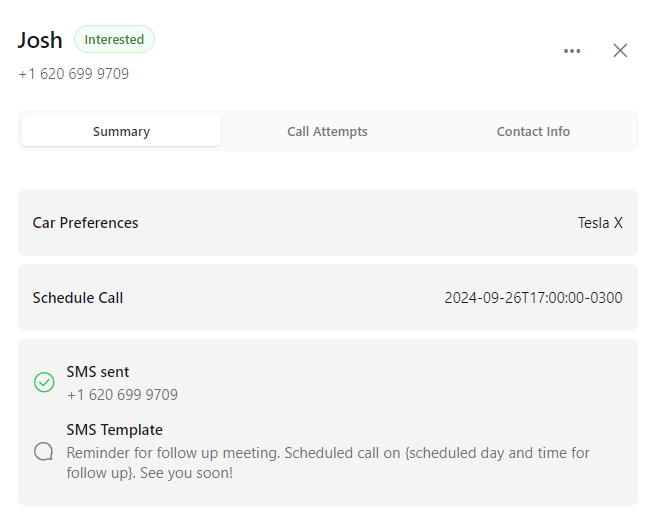 Josh Interested
+1 620 699 9709
Summary Call Attempts Contact Info
Car Preferences Tesla X
Schedule Call 2024-09-26T17:00:00-0300
SMS sent
+1 620 699 9709
SMS Template
Reminder for follow up meeting. Scheduled call on {scheduled day and time for
follow up}. See you soon!